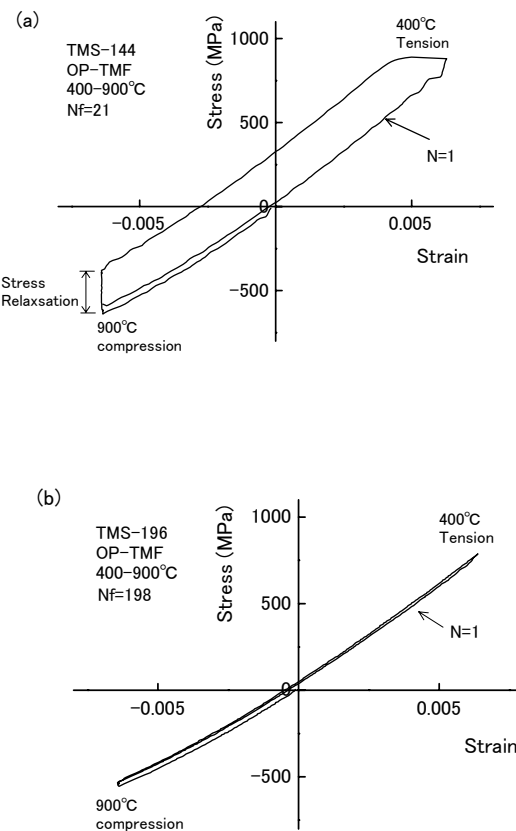 (a)
TMS-144
OP-TMF
400-900℃
Nf=21
Stress (MPa)
1000
500
0
-500
-0.005
0.005
400℃
Tension
N=1
Strain
Stress
Relaxsation
900℃
compression
(b)
TMS-196
OP-TMF
400-900℃
Nf=198
Stress (MPa)
1000
500
0
-500
-0.005
0.005
400℃
Tension
N=1
Strain
900℃
compression